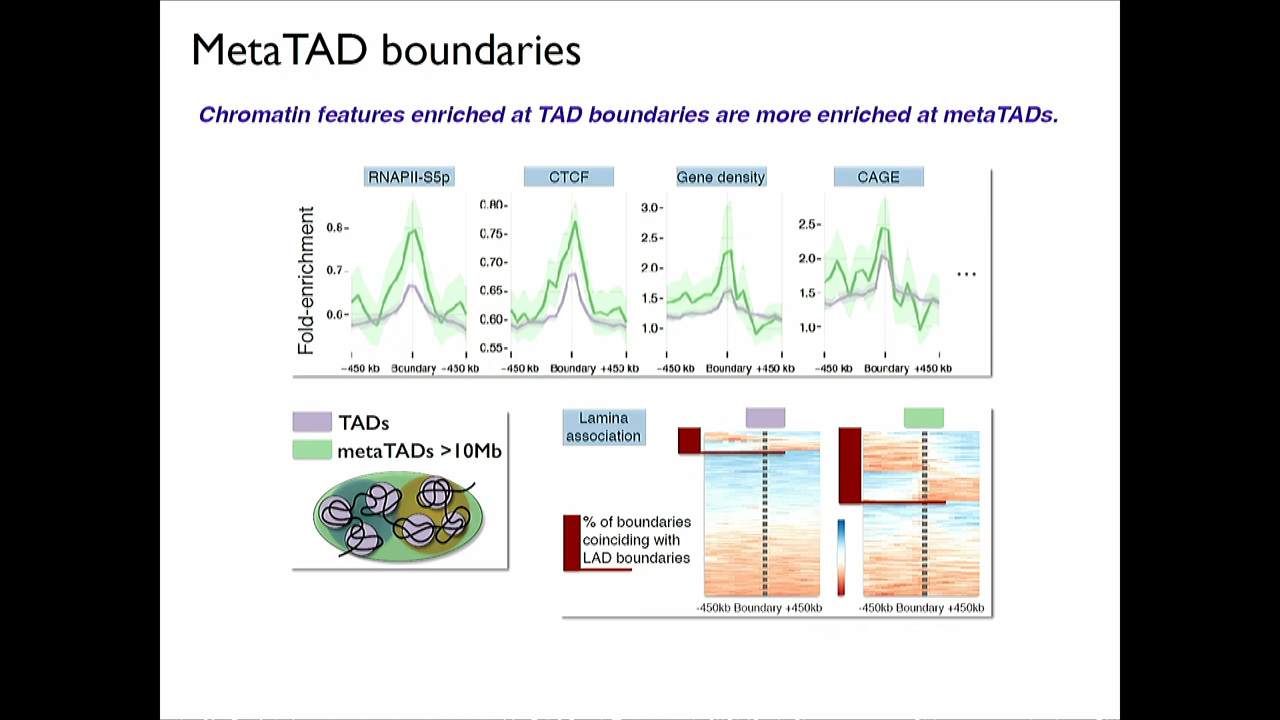 MetaTAD boundaries
Chromatin features enriched at TAD boundaries are more enriched at metaTADs.
RNAPII-S5p
CTCF
Gene density
CAGE
Fold-enrichment
0.8-
0.7-
0.6-
0.80-
0.75-
0.70-
0.65-
0.60-
0.55-
3.0-
2.5-
2.0-
1.5-
1.0-
2.5-
2.0-
1.5-
1.0-
...
-450 kb Boundary -450 kb
-450 kb Boundary +450 kb
-450 kb Boundary +450 kb
-450 kb Boundary +450 kb
TADs
metaTADs >10Mb
Lamina
association
% of boundaries
coinciding with
LAD boundaries
-450kb Boundary +450kb
-450kb Boundary +450kb